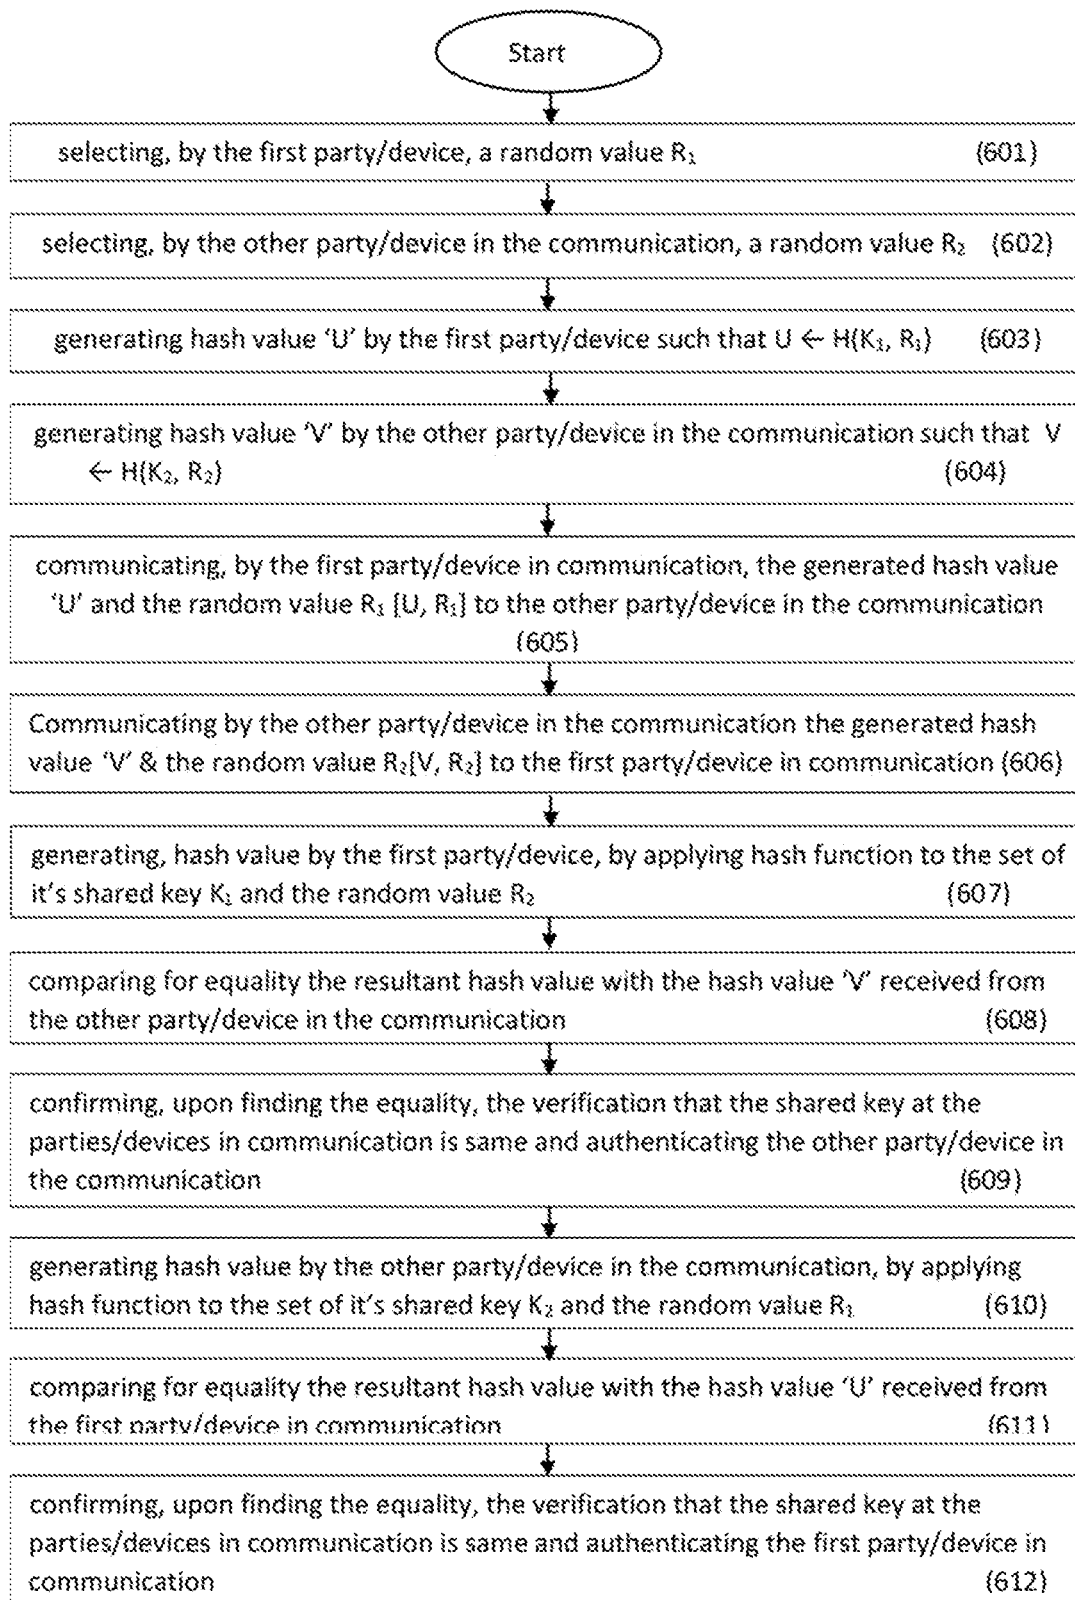 Start
selecting, by the first party/device, a random value R₁ (601)
selecting, by the other party/device in the communication, a random value R₂ (602)
generating hash value 'U' by the first party/device such that U ← H(K₁, R₁) (603)
generating hash value 'V' by the other party/device in the communication such that V
← H(K₂, R₂) (604)
communicating, by the first party/device in communication, the generated hash value
'U' and the random value R₁ [U, R₁] to the other party/device in the communication
(605)
Communicating by the other party/device in the communication the generated hash
value 'V' & the random value R₂[V, R₂] to the first party/device in communication (606)
generating, hash value by the first party/device, by applying hash function to the set of
it's shared key K₁ and the random value R₂ (607)
comparing for equality the resultant hash value with the hash value 'V' received from
the other party/device in the communication (608)
confirming, upon finding the equality, the verification that the shared key at the
parties/devices in communication is same and authenticating the other party/device in
the communication (609)
generating hash value by the other party/device in the communication, by applying
hash function to the set of it's shared key K₂ and the random value R₁ (610)
comparing for equality the resultant hash value with the hash value 'U' received from
the first party/device in communication (611)
confirming, upon finding the equality, the verification that the shared key at the
parties/devices in communication is same and authenticating the first party/device in
communication (612)